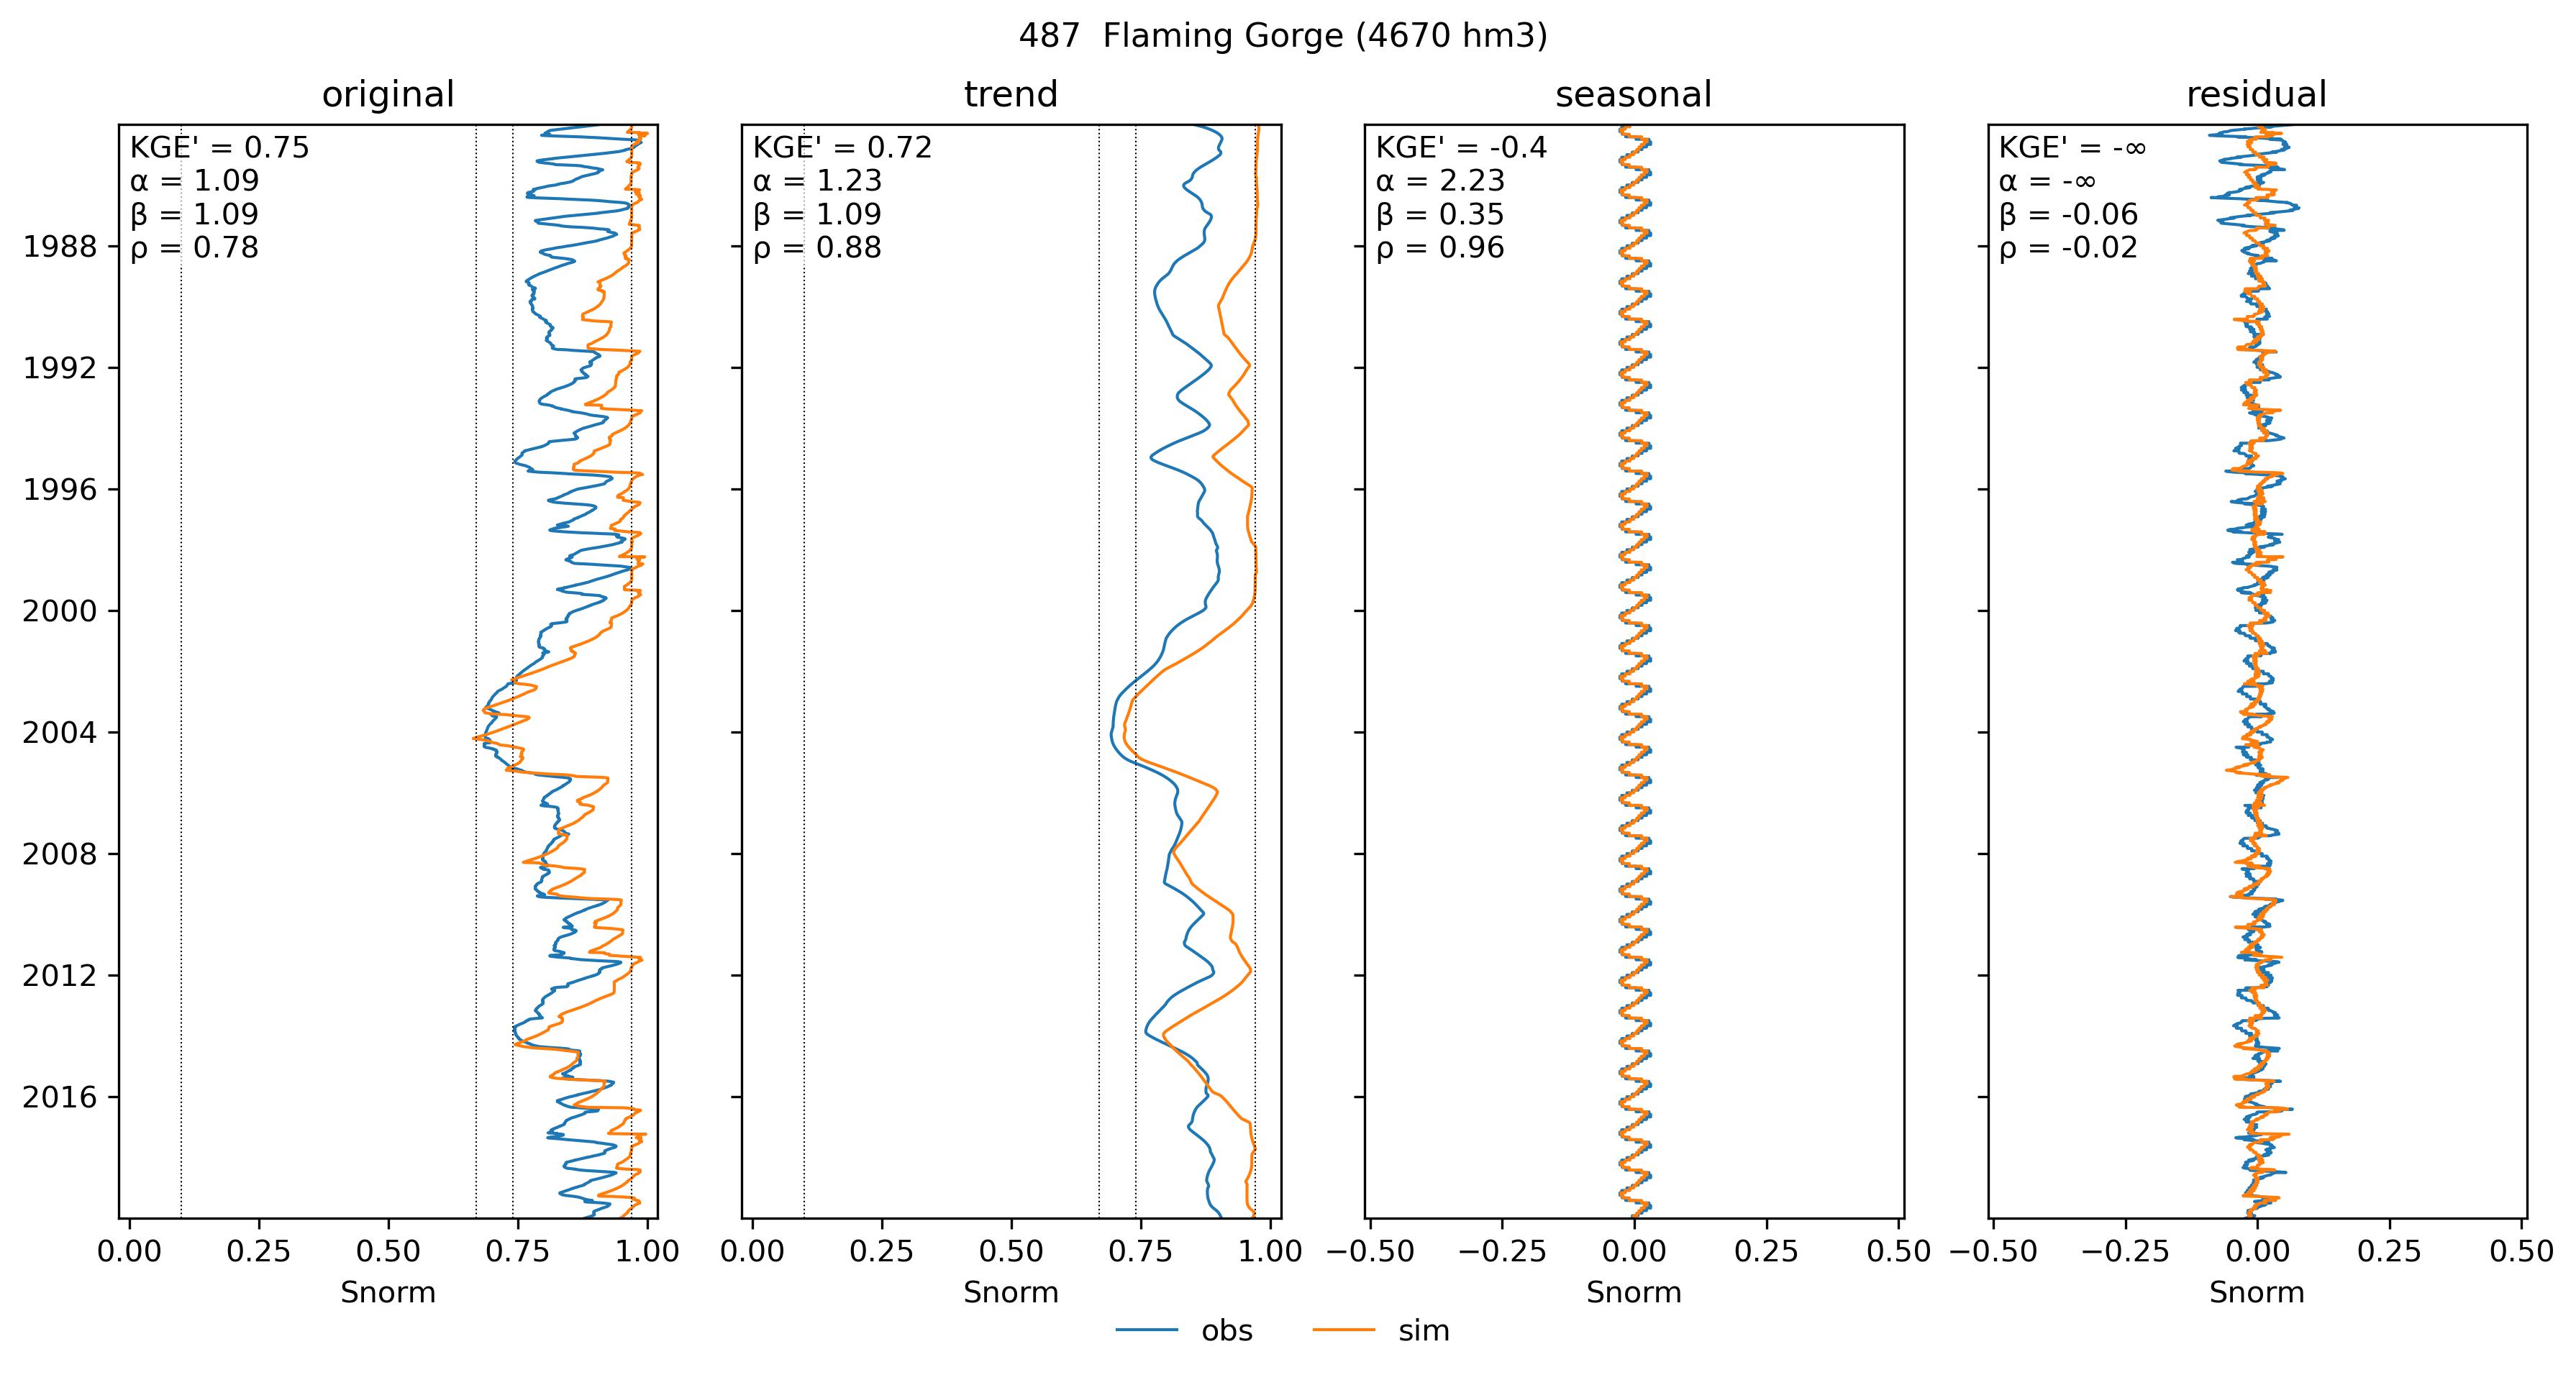 487  Flaming Gorge (4670 hm3)
original
trend
seasonal
residual
KGE' = 0.75
α = 1.09
β = 1.09
ρ = 0.78
KGE' = 0.72
α = 1.23
β = 1.09
ρ = 0.88
KGE' = -0.4
α = 2.23
β = 0.35
ρ = 0.96
KGE' = -∞
α = -∞
β = -0.06
ρ = -0.02
1988
1992
1996
2000
2004
2008
2012
2016
0.00 0.25 0.50 0.75 1.00
0.00 0.25 0.50 0.75 1.00
−0.50 −0.25 0.00 0.25 0.50
−0.50 −0.25 0.00 0.25 0.50
Snorm
Snorm
Snorm
Snorm
obs
sim